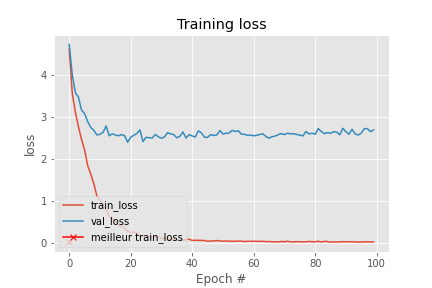 Training loss
4
3
2
1
0
loss
train_loss
val_loss
meilleur train_loss
0 20 40 60 80 100
Epoch #